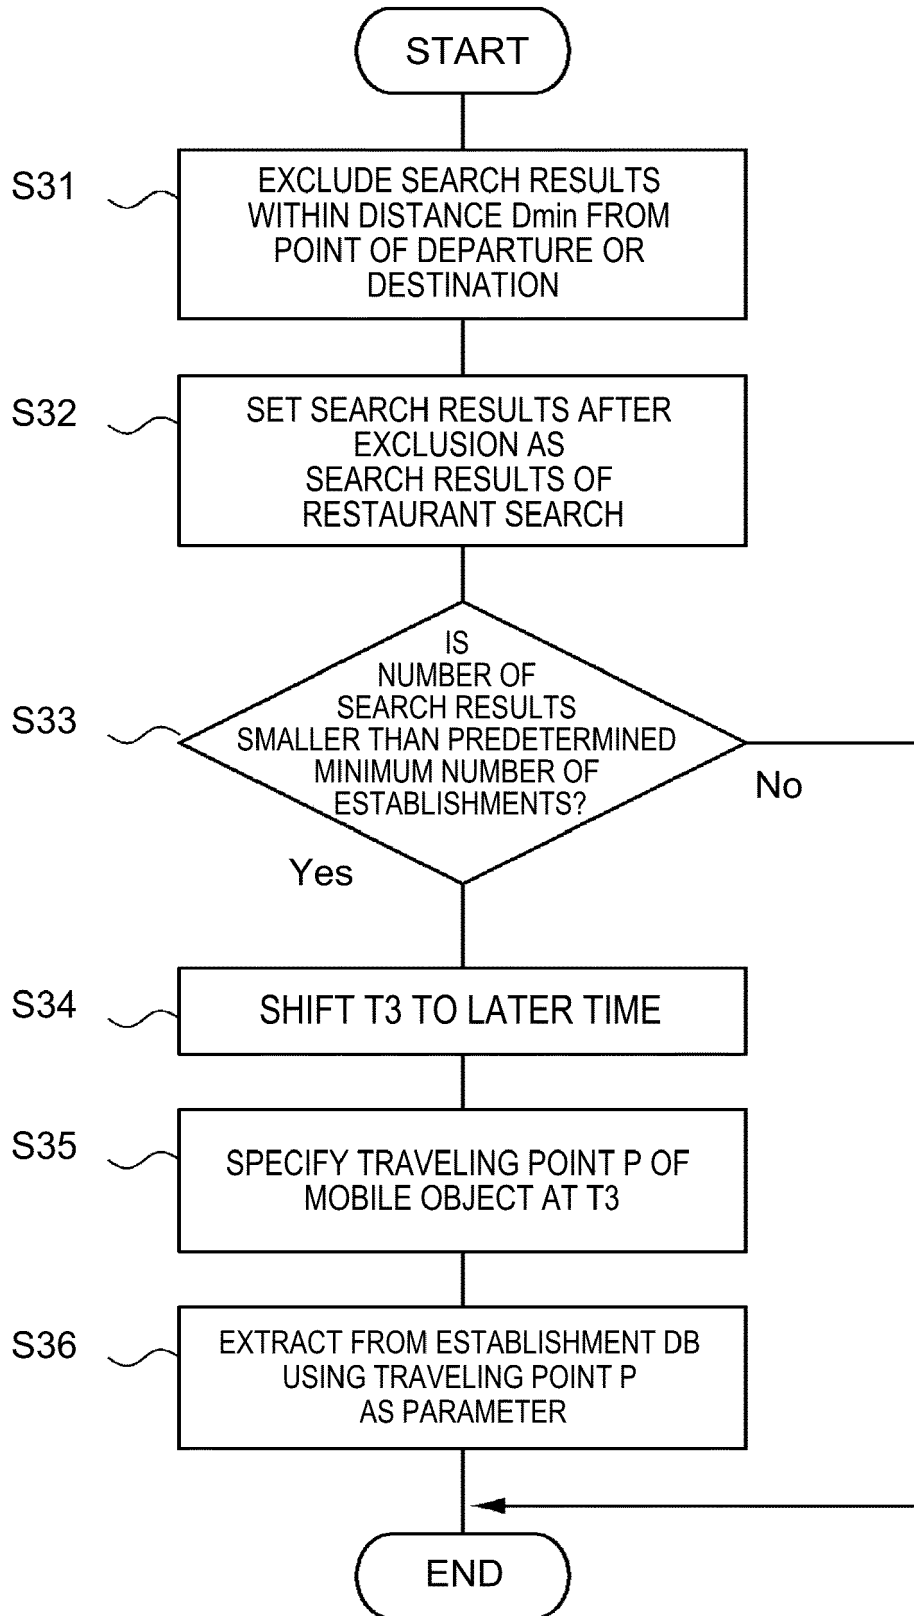 START
S31
EXCLUDE SEARCH RESULTS
WITHIN DISTANCE Dmin FROM
POINT OF DEPARTURE OR
DESTINATION
S32
SET SEARCH RESULTS AFTER
EXCLUSION AS
SEARCH RESULTS OF
RESTAURANT SEARCH
S33
IS
NUMBER OF
SEARCH RESULTS
SMALLER THAN PREDETERMINED
MINIMUM NUMBER OF
ESTABLISHMENTS?
No
Yes
S34
SHIFT T3 TO LATER TIME
S35
SPECIFY TRAVELING POINT P OF
MOBILE OBJECT AT T3
S36
EXTRACT FROM ESTABLISHMENT DB
USING TRAVELING POINT P
AS PARAMETER
END